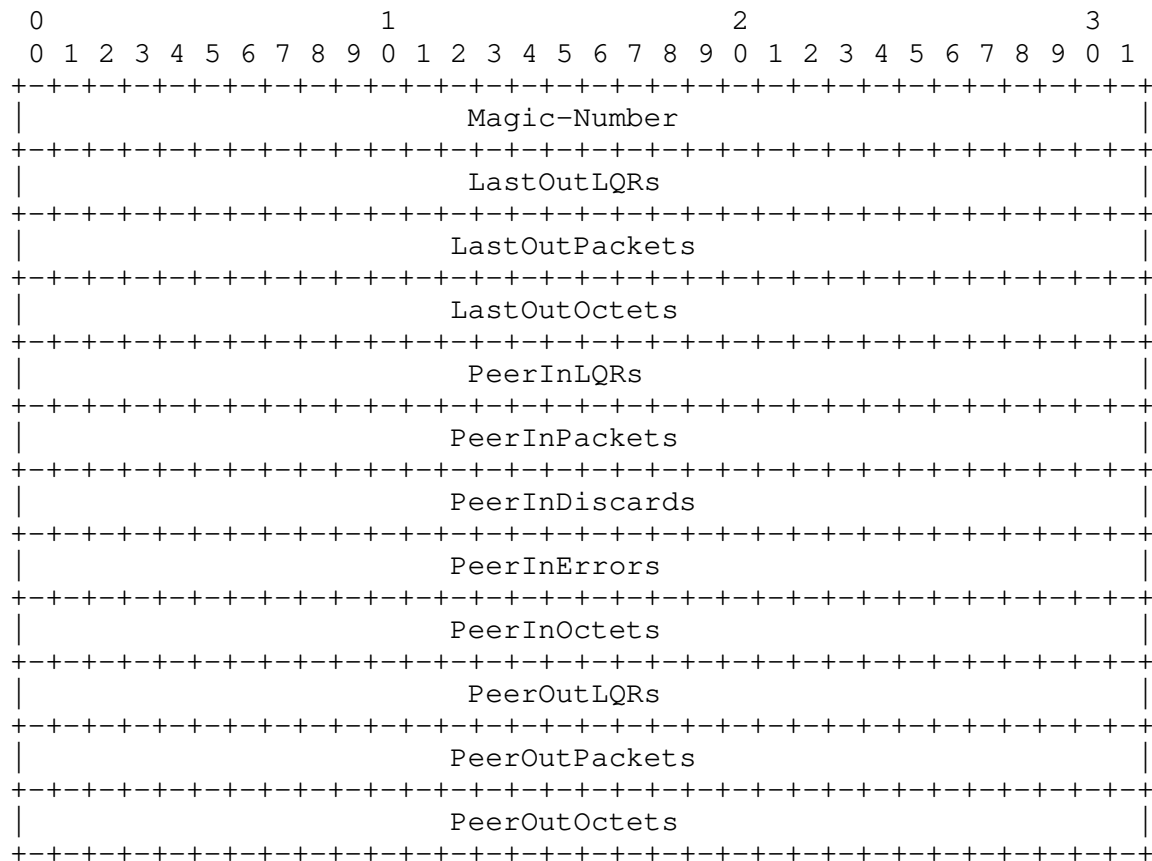 0                   1                   2                   3
 0 1 2 3 4 5 6 7 8 9 0 1 2 3 4 5 6 7 8 9 0 1 2 3 4 5 6 7 8 9 0 1
+-+-+-+-+-+-+-+-+-+-+-+-+-+-+-+-+-+-+-+-+-+-+-+-+-+-+-+-+-+-+-+-+
|                         Magic-Number                          |
+-+-+-+-+-+-+-+-+-+-+-+-+-+-+-+-+-+-+-+-+-+-+-+-+-+-+-+-+-+-+-+-+
|                         LastOutLQRs                           |
+-+-+-+-+-+-+-+-+-+-+-+-+-+-+-+-+-+-+-+-+-+-+-+-+-+-+-+-+-+-+-+-+
|                        LastOutPackets                         |
+-+-+-+-+-+-+-+-+-+-+-+-+-+-+-+-+-+-+-+-+-+-+-+-+-+-+-+-+-+-+-+-+
|                        LastOutOctets                          |
+-+-+-+-+-+-+-+-+-+-+-+-+-+-+-+-+-+-+-+-+-+-+-+-+-+-+-+-+-+-+-+-+
|                         PeerInLQRs                            |
+-+-+-+-+-+-+-+-+-+-+-+-+-+-+-+-+-+-+-+-+-+-+-+-+-+-+-+-+-+-+-+-+
|                        PeerInPackets                          |
+-+-+-+-+-+-+-+-+-+-+-+-+-+-+-+-+-+-+-+-+-+-+-+-+-+-+-+-+-+-+-+-+
|                        PeerInDiscards                         |
+-+-+-+-+-+-+-+-+-+-+-+-+-+-+-+-+-+-+-+-+-+-+-+-+-+-+-+-+-+-+-+-+
|                        PeerInErrors                           |
+-+-+-+-+-+-+-+-+-+-+-+-+-+-+-+-+-+-+-+-+-+-+-+-+-+-+-+-+-+-+-+-+
|                        PeerInOctets                           |
+-+-+-+-+-+-+-+-+-+-+-+-+-+-+-+-+-+-+-+-+-+-+-+-+-+-+-+-+-+-+-+-+
|                         PeerOutLQRs                           |
+-+-+-+-+-+-+-+-+-+-+-+-+-+-+-+-+-+-+-+-+-+-+-+-+-+-+-+-+-+-+-+-+
|                        PeerOutPackets                         |
+-+-+-+-+-+-+-+-+-+-+-+-+-+-+-+-+-+-+-+-+-+-+-+-+-+-+-+-+-+-+-+-+
|                        PeerOutOctets                          |
+-+-+-+-+-+-+-+-+-+-+-+-+-+-+-+-+-+-+-+-+-+-+-+-+-+-+-+-+-+-+-+-+